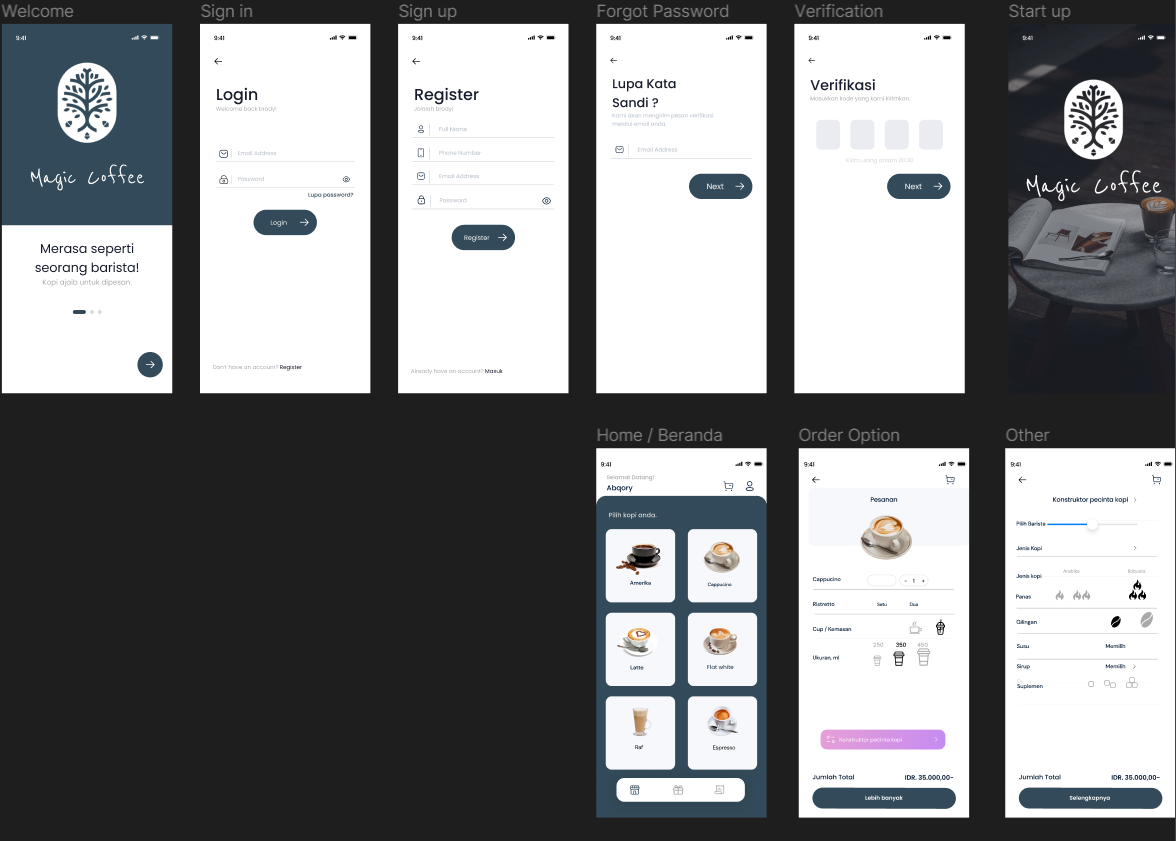 Welcome
9:41
Magic Coffee
Merasa seperti
seorang barista!
Kopi ajaib untuk dipesan.
Sign in
9:41
Login
Welcome back brady!
Email Address
Password
Lupa password?
Login
Don't have an account? Register
Sign up
9:41
Register
Joinlah brody!
Full Name
Phone Number
Email Address
Password
Register
Already have an account? Masuk
Forgot Password
9:41
Lupa Kata
Sandi ?
Kami akan mengirim pesan verifikasi
melalui email anda.
Email Address
Next
Verification
9:41
Verifikasi
Masukkan kode yang kami kirimkan.
Kirim ulang dalam 00:30
Next
Start up
9:41
Magic Coffee
Home / Beranda
9:41
Selamat Datang!
Abqory
Pilih kopi anda.
Amerika
Cappucino
Latte
Flat white
Raf
Espresso
Order Option
9:41
Pesanan
Cappucino
- 1 +
Ristretto Satu Dua
Cup / Kemasan
250 350 450
Ukuran, ml
Konstruktor pecinta kopi
Jumlah Total IDR. 35.000,00-
Lebih banyak
Other
9:41
Konstruktor pecinta kopi
Pilih Barista
Jenis Kopi
Jenis kopi Arabika Robusta
Panas
Gilingan
Susu Memilih
Sirup Memilih
Suplemen
Jumlah Total IDR. 35.000,00-
Selengkapnya